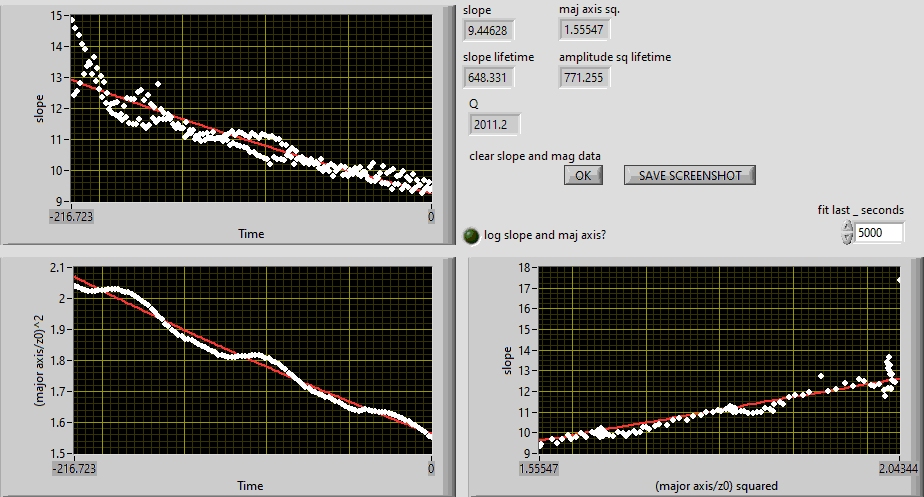 slope
maj axis sq.
9.44628
1.55547
slope lifetime
amplitude sq lifetime
648.331
771.255
Q
2011.2
clear slope and mag data
OK
SAVE SCREENSHOT
fit last _ seconds
5000
log slope and maj axis?
15
14
13
12
11
10
9
slope
-216.723
0
Time
2.1
2
1.9
1.8
1.7
1.6
1.5
(major axis/z0)^2
-216.723
0
Time
18
17
16
15
14
13
12
11
10
9
slope
1.55547
2.04344
(major axis/z0) squared